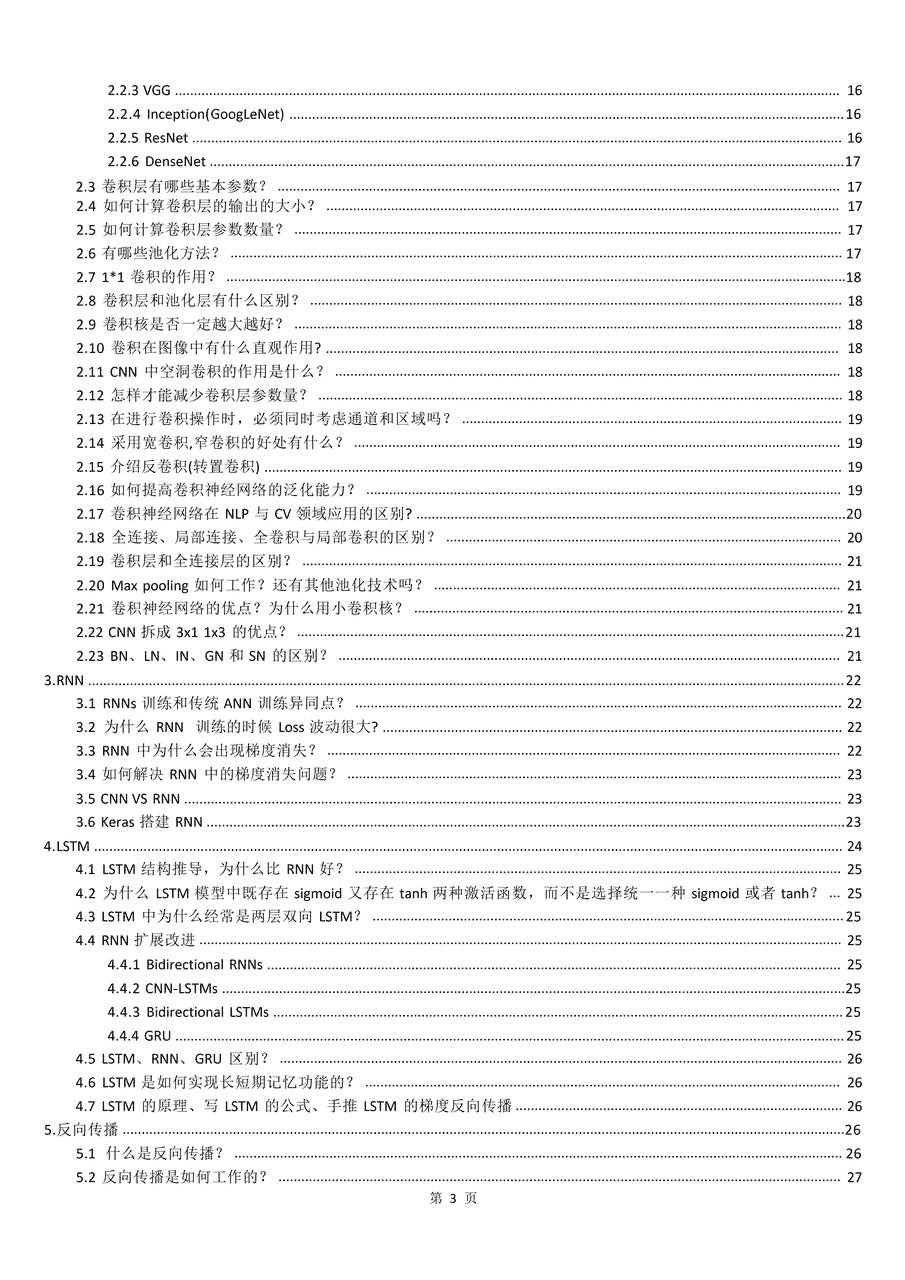 2.2.3 VGG ........ 16
2.2.4 Inception(GoogLeNet) ........ 16
2.2.5 ResNet ........ 16
2.2.6 DenseNet ........ 17
2.3 卷积层有哪些基本参数？ ........ 17
2.4 如何计算卷积层的输出的大小？ ........ 17
2.5 如何计算卷积层参数数量？ ........ 17
2.6 有哪些池化方法？ ........ 17
2.7 1*1 卷积的作用？ ........ 18
2.8 卷积层和池化层有什么区别？ ........ 18
2.9 卷积核是否一定越大越好？ ........ 18
2.10 卷积在图像中有什么直观作用? ........ 18
2.11 CNN 中空洞卷积的作用是什么？ ........ 18
2.12 怎样才能减少卷积层参数量？ ........ 18
2.13 在进行卷积操作时，必须同时考虑通道和区域吗？ ........ 19
2.14 采用宽卷积,窄卷积的好处有什么？ ........ 19
2.15 介绍反卷积(转置卷积) ........ 19
2.16 如何提高卷积神经网络的泛化能力？ ........ 19
2.17 卷积神经网络在 NLP 与 CV 领域应用的区别? ........ 20
2.18 全连接、局部连接、全卷积与局部卷积的区别？ ........ 20
2.19 卷积层和全连接层的区别？ ........ 21
2.20 Max pooling 如何工作？还有其他池化技术吗？ ........ 21
2.21 卷积神经网络的优点？为什么用小卷积核？ ........ 21
2.22 CNN 拆成 3x1 1x3 的优点？ ........ 21
2.23 BN、LN、IN、GN 和 SN 的区别？ ........ 21
3.RNN ........ 22
3.1 RNNs 训练和传统 ANN 训练异同点？ ........ 22
3.2 为什么 RNN 训练的时候 Loss 波动很大? ........ 22
3.3 RNN 中为什么会出现梯度消失？ ........ 22
3.4 如何解决 RNN 中的梯度消失问题？ ........ 23
3.5 CNN VS RNN ........ 23
3.6 Keras 搭建 RNN ........ 23
4.LSTM ........ 24
4.1 LSTM 结构推导，为什么比 RNN 好？ ........ 25
4.2 为什么 LSTM 模型中既存在 sigmoid 又存在 tanh 两种激活函数，而不是选择统一一种 sigmoid 或者 tanh？ ... 25
4.3 LSTM 中为什么经常是两层双向 LSTM？ ........ 25
4.4 RNN 扩展改进 ........ 25
4.4.1 Bidirectional RNNs ........ 25
4.4.2 CNN-LSTMs ........ 25
4.4.3 Bidirectional LSTMs ........ 25
4.4.4 GRU ........ 25
4.5 LSTM、RNN、GRU 区别？ ........ 26
4.6 LSTM 是如何实现长短期记忆功能的？ ........ 26
4.7 LSTM 的原理、写 LSTM 的公式、手推 LSTM 的梯度反向传播 ........ 26
5.反向传播 ........ 26
5.1 什么是反向传播？ ........ 26
5.2 反向传播是如何工作的？ ........ 27
第 3 页